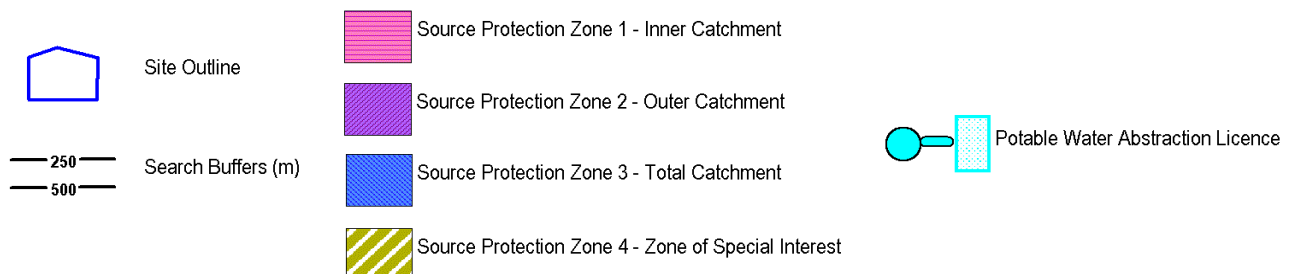 Site Outline
250
500
Search Buffers (m)
Source Protection Zone 1 - Inner Catchment
Source Protection Zone 2 - Outer Catchment
Source Protection Zone 3 - Total Catchment
Source Protection Zone 4 - Zone of Special Interest
Potable Water Abstraction Licence